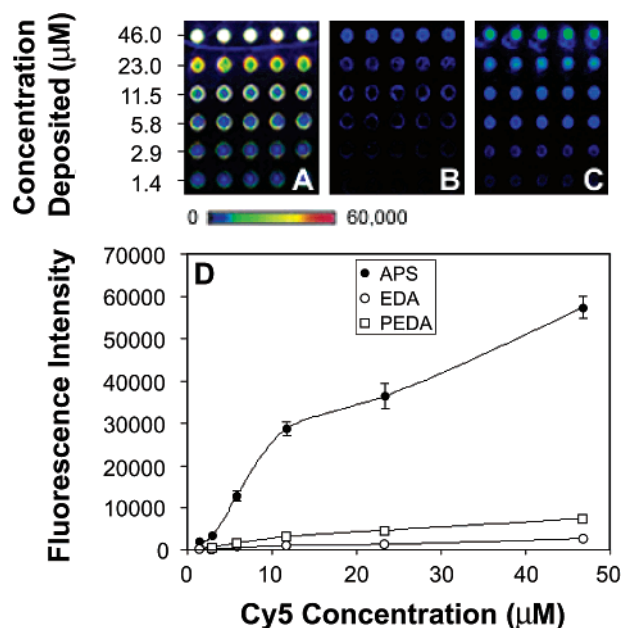 Concentration
Deposited (μM)
46.0
23.0
11.5
5.8
2.9
1.4
A
B
C
0
60,000
D
Fluorescence Intensity
70000
60000
50000
40000
30000
20000
10000
0
APS
EDA
PEDA
0 10 20 30 40 50
Cy5 Concentration (μM)